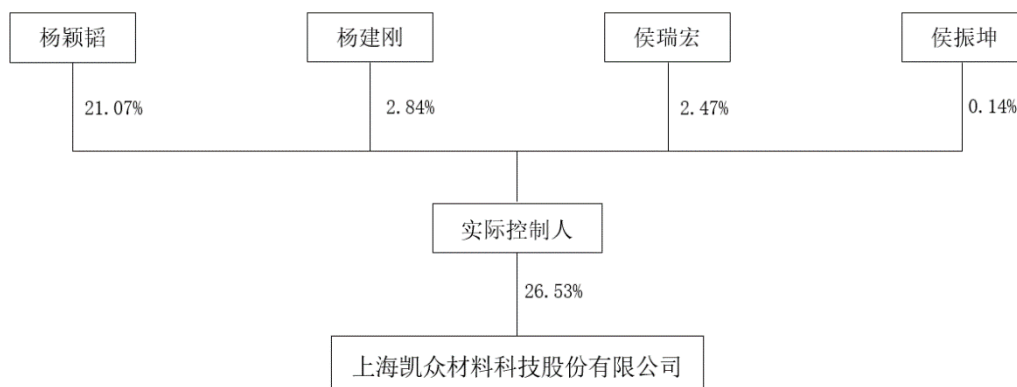 杨颖韬
杨建刚
侯瑞宏
侯振坤
21.07%
2.84%
2.47%
0.14%
实际控制人
26.53%
上海凯众材料科技股份有限公司